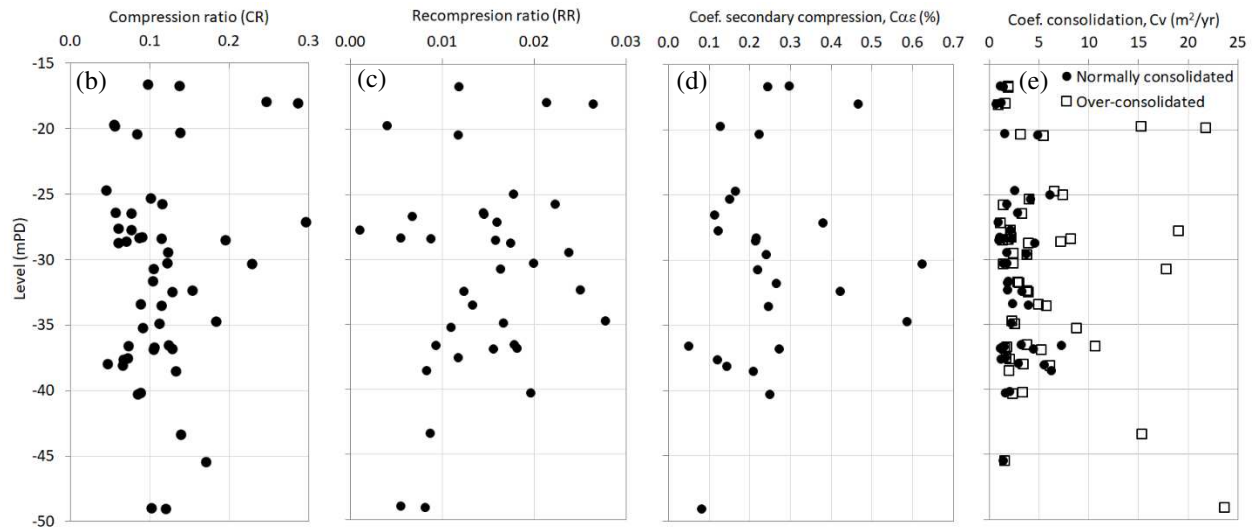 Compression ratio (CR)
Recompresion ratio (RR)
Coef. secondary compression, Cαε (%)
Coef. consolidation, Cv (m²/yr)
0.0 0.1 0.2 0.3
0.00 0.01 0.02 0.03
0.0 0.1 0.2 0.3 0.4 0.5 0.6 0.7
0 5 10 15 20 25
-15
(b)
(c)
(d)
(e)
Normally consolidated
Over-consolidated
-20
-25
-30
-35
-40
-45
-50
Level (mPD)